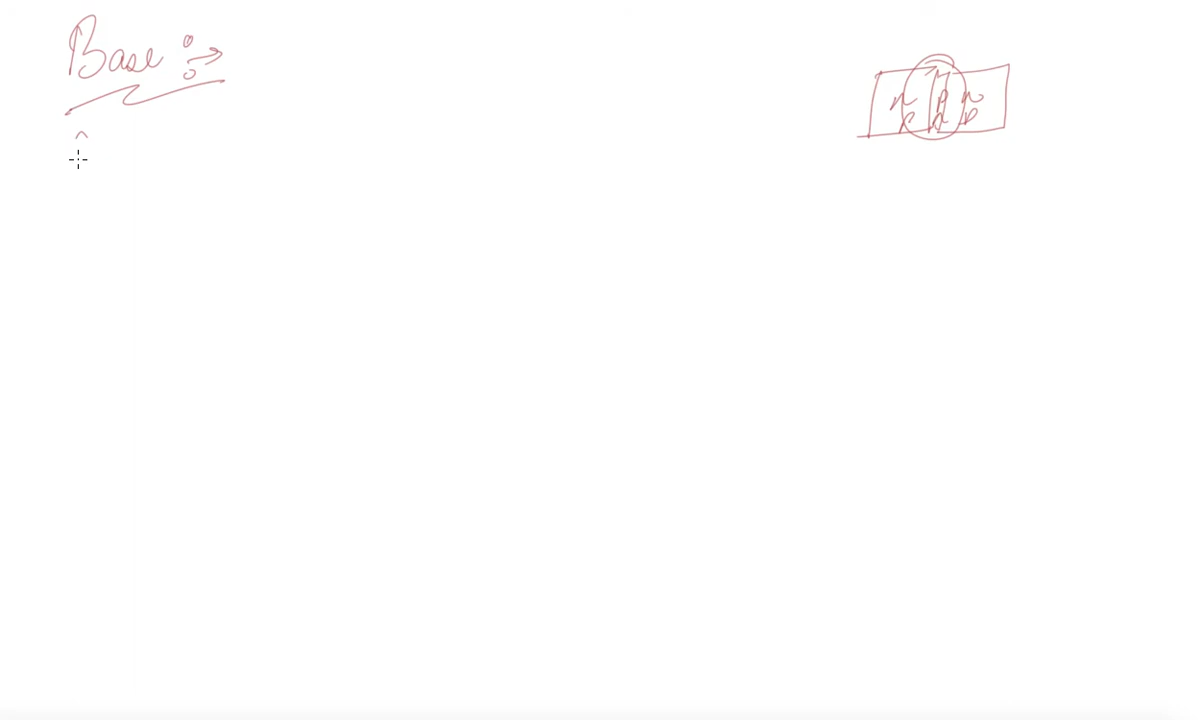 Base :→
n p n
p n p